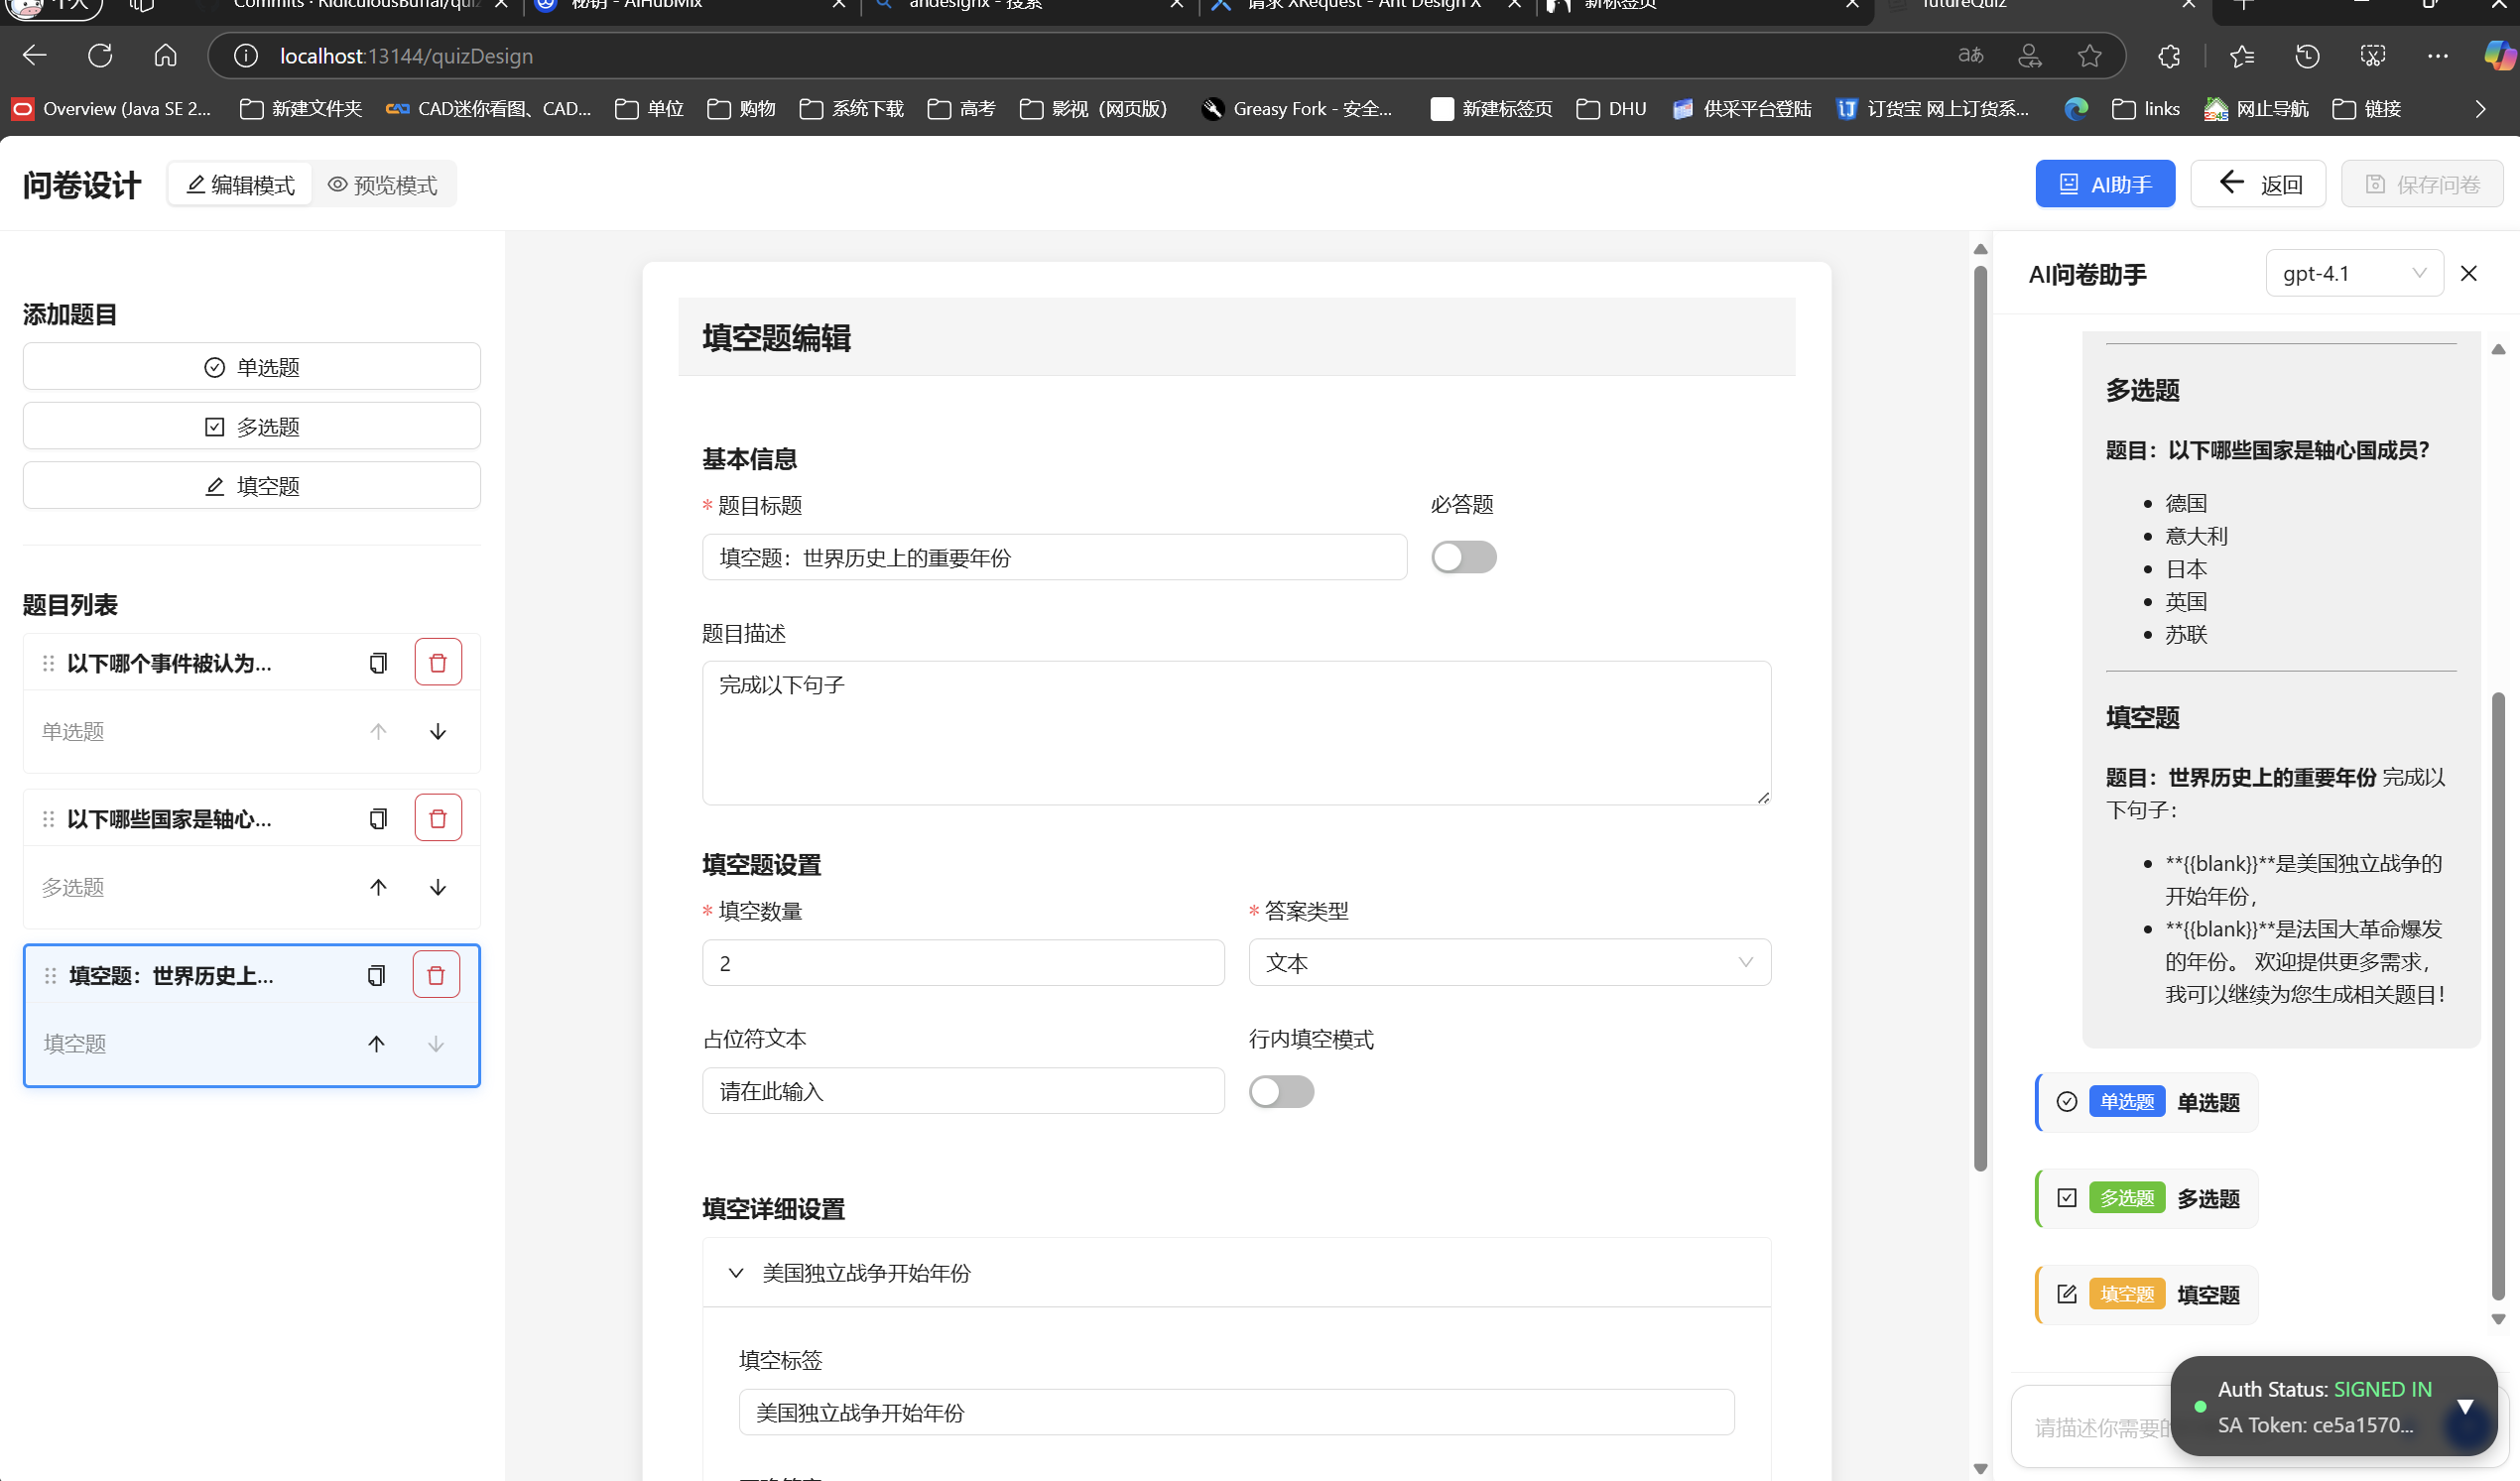 个人
Commits · RidiculousBuffal/quiz
秘钥 - AiHubMix
andesignx - 搜索
请求 XRequest - Ant Design X
新标签页
futureQuiz
localhost:13144/quizDesign
Overview (Java SE 2...
新建文件夹
CAD迷你看图、CAD...
单位
购物
系统下载
高考
影视（网页版）
Greasy Fork - 安全...
新建标签页
DHU
供采平台登陆
订货宝 网上订货系...
links
网止导航
链接
问卷设计
编辑模式
预览模式
AI助手
返回
保存问卷
添加题目
单选题
多选题
填空题
题目列表
以下哪个事件被认为...
单选题
以下哪些国家是轴心...
多选题
填空题：世界历史上...
填空题
填空题编辑
基本信息
* 题目标题
必答题
填空题：世界历史上的重要年份
题目描述
完成以下句子
填空题设置
* 填空数量
* 答案类型
2
文本
占位符文本
行内填空模式
请在此输入
填空详细设置
美国独立战争开始年份
填空标签
美国独立战争开始年份
AI问卷助手
gpt-4.1
多选题
题目：以下哪些国家是轴心国成员？
德国
意大利
日本
英国
苏联
填空题
题目：世界历史上的重要年份 完成以
下句子：
**{{blank}}**是美国独立战争的
开始年份，
**{{blank}}**是法国大革命爆发
的年份。 欢迎提供更多需求，
我可以继续为您生成相关题目！
单选题 单选题
多选题 多选题
填空题 填空题
请描述你需要的
Auth Status: SIGNED IN
SA Token: ce5a1570...